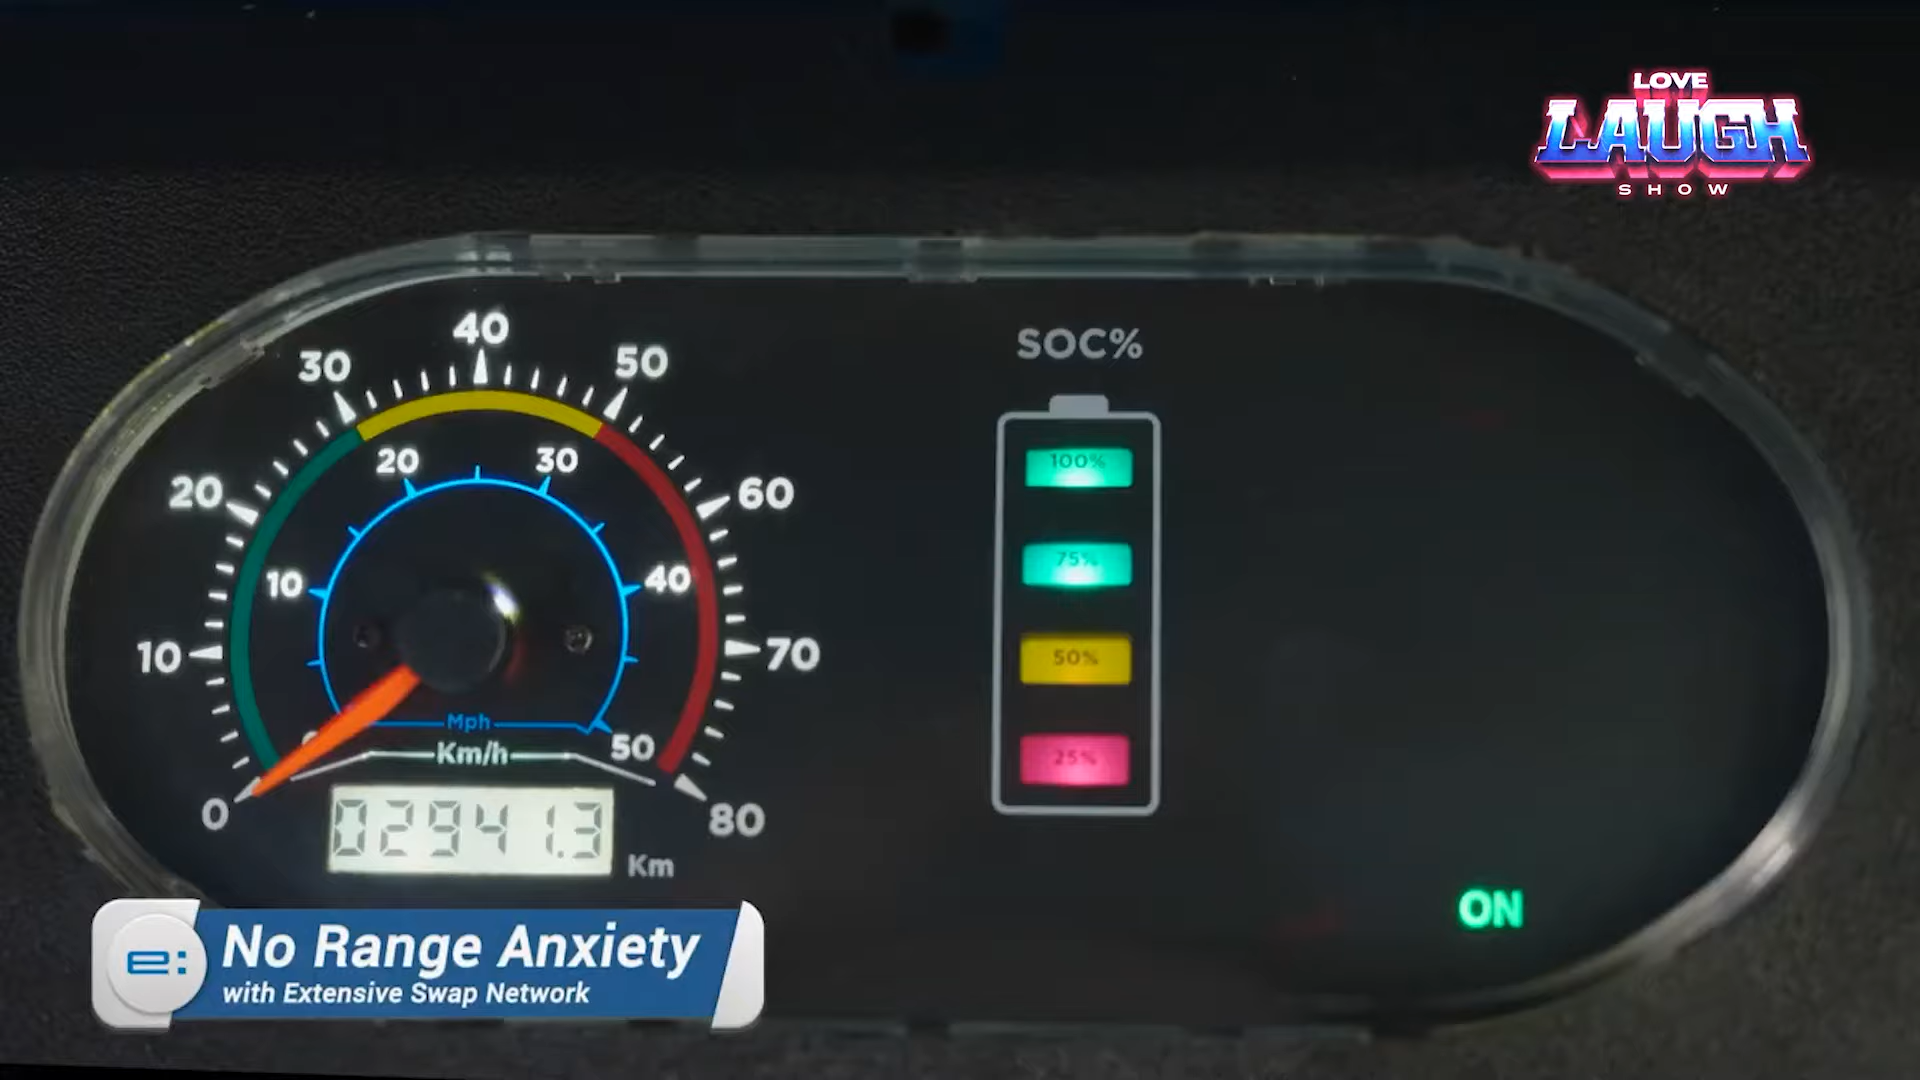 LOVE
LAUGH
SHOW
SOC%
100%
75%
50%
25%
0 10 20 30 40 50 60 70 80
10 20 30 40 50
Mph
Km/h
02941.3 Km
ON
e:
No Range Anxiety
with Extensive Swap Network